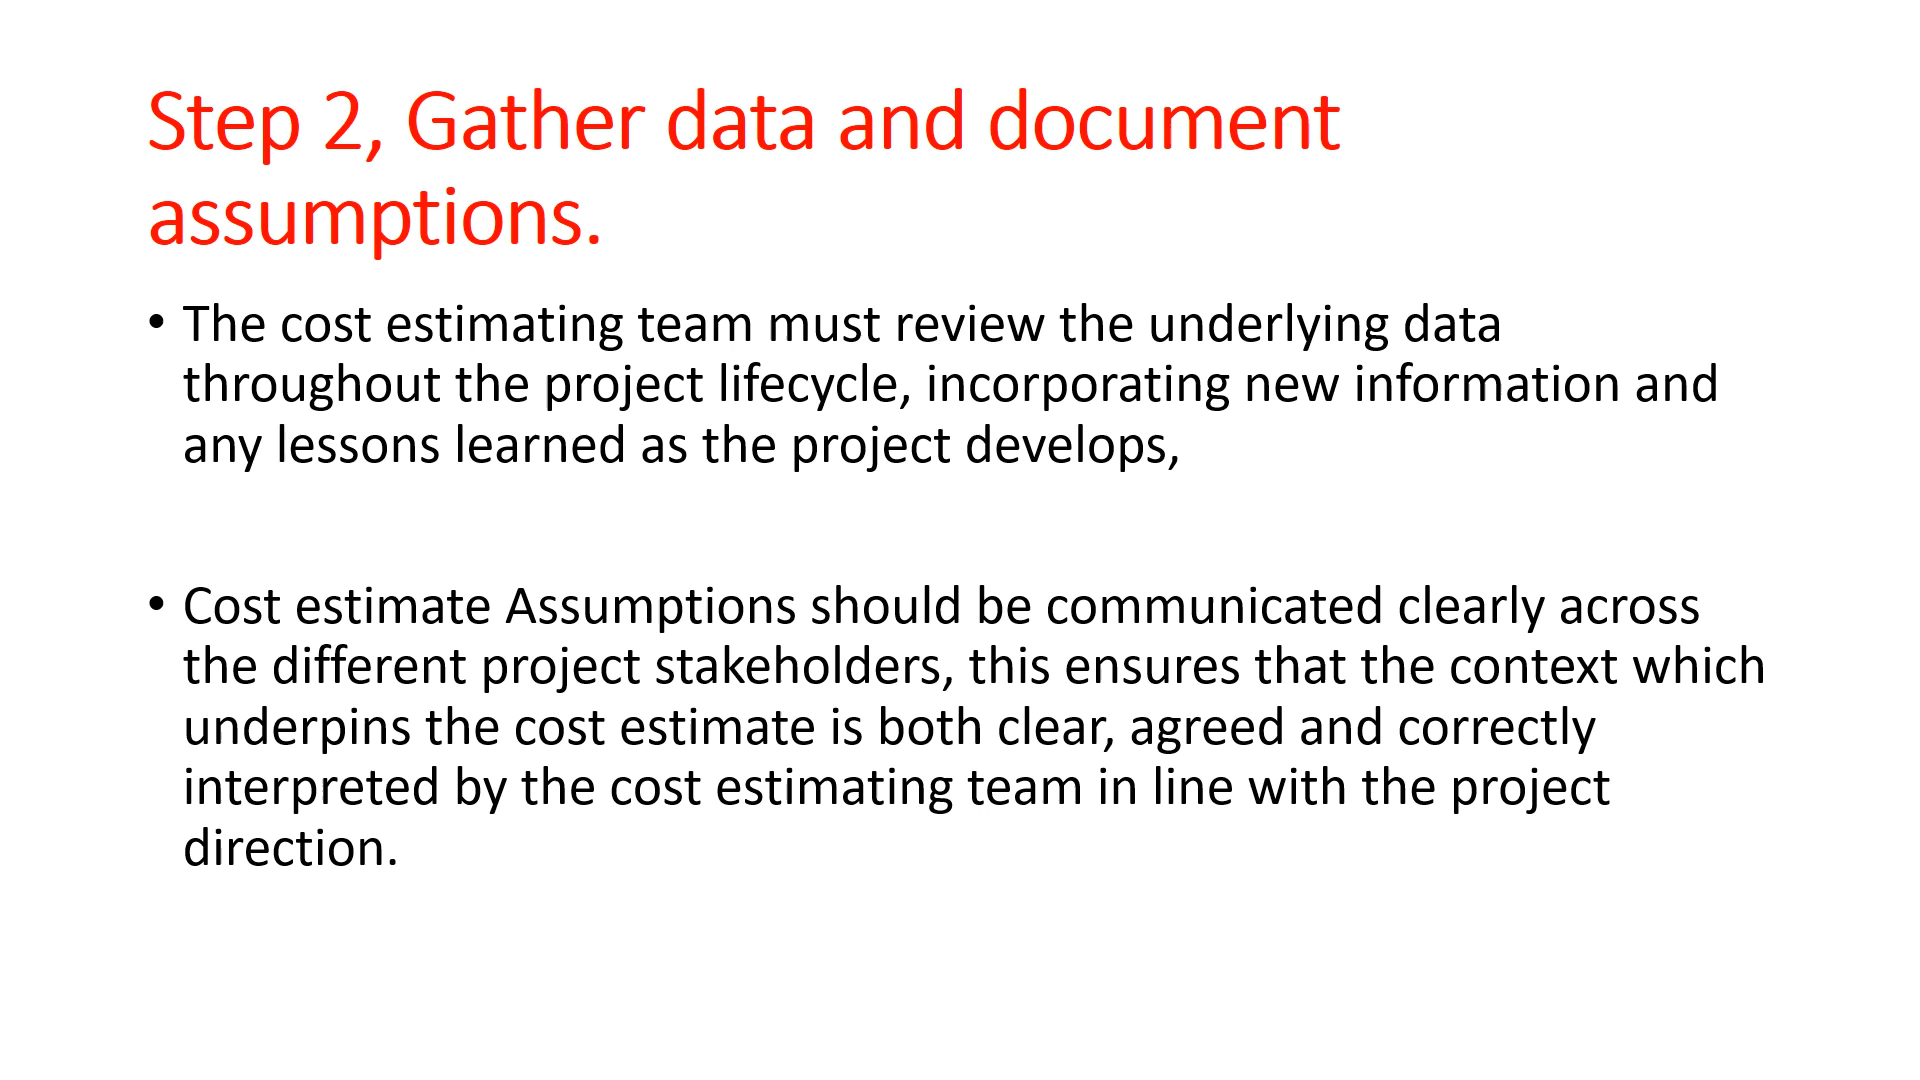 Step 2, Gather data and document
assumptions.
• The cost estimating team must review the underlying data
throughout the project lifecycle, incorporating new information and
any lessons learned as the project develops,
• Cost estimate Assumptions should be communicated clearly across
the different project stakeholders, this ensures that the context which
underpins the cost estimate is both clear, agreed and correctly
interpreted by the cost estimating team in line with the project
direction.